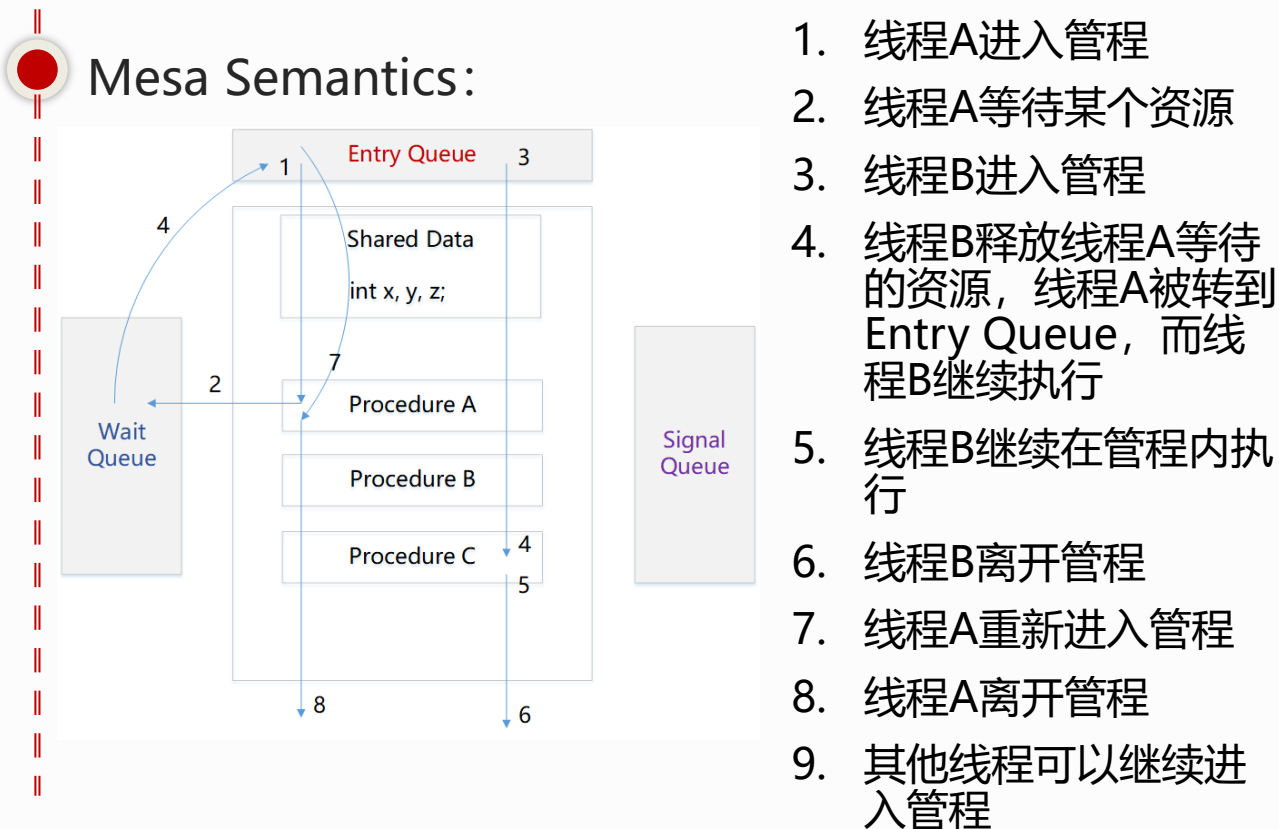 Mesa Semantics：
1
Entry Queue
3
4
Shared Data
int x, y, z;
7
2
Procedure A
Wait
Queue
Signal
Queue
Procedure B
Procedure C
4
5
8
6
1. 线程A进入管程
2. 线程A等待某个资源
3. 线程B进入管程
4. 线程B释放线程A等待
的资源，线程A被转到
Entry Queue，而线
程B继续执行
5. 线程B继续在管程内执
行
6. 线程B离开管程
7. 线程A重新进入管程
8. 线程A离开管程
9. 其他线程可以继续进
入管程